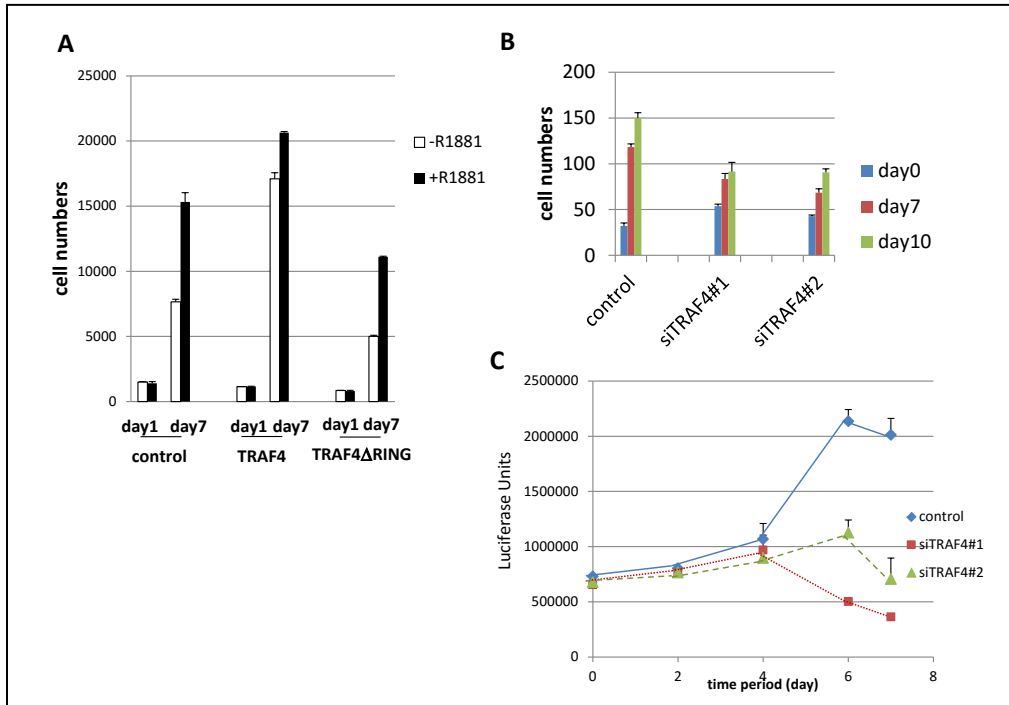 A
25000
20000
15000
10000
5000
0
cell numbers
-R1881
+R1881
day1 day7
control
day1 day7
TRAF4
day1 day7
TRAF4ΔRING
B
200
150
100
50
0
cell numbers
control
siTRAF4#1
siTRAF4#2
day0
day7
day10
C
2500000
2000000
1500000
1000000
500000
0
Luciferase Units
0 2 4 6 8
time period (day)
control
siTRAF4#1
siTRAF4#2